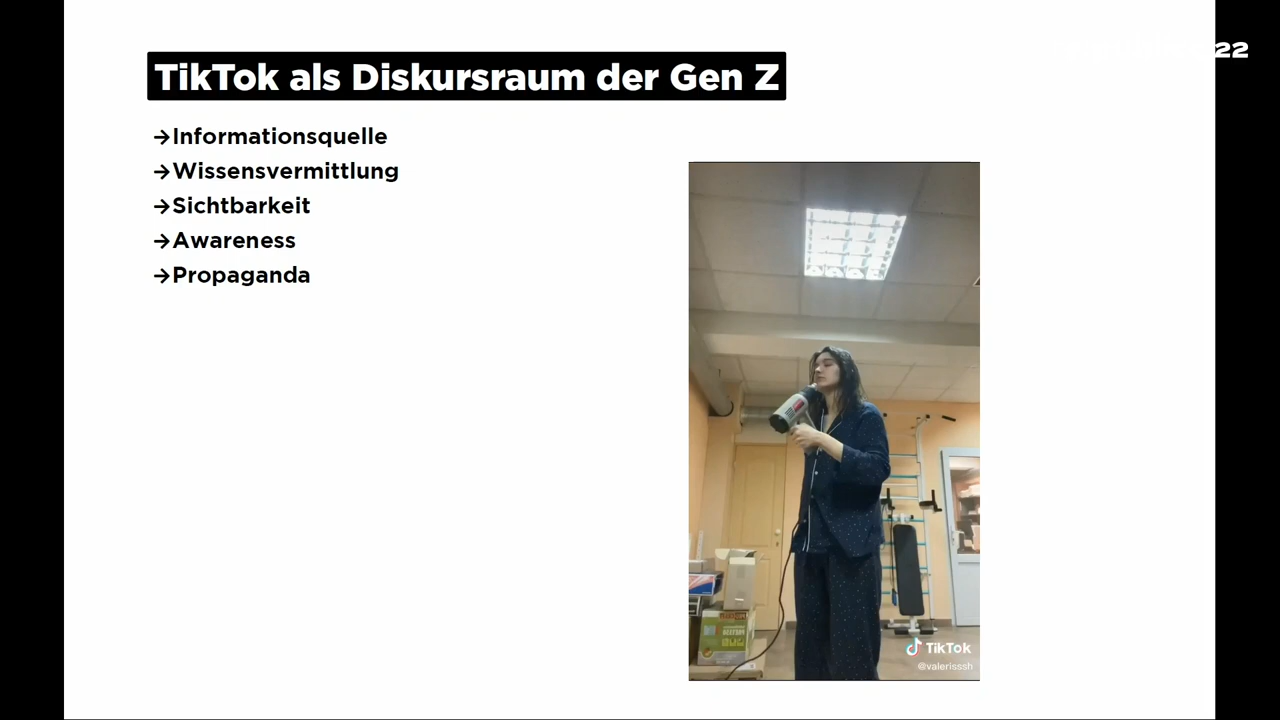 TikTok als Diskursraum der Gen Z
→Informationsquelle
→Wissensvermittlung
→Sichtbarkeit
→Awareness
→Propaganda
TikTok
@valerisssh